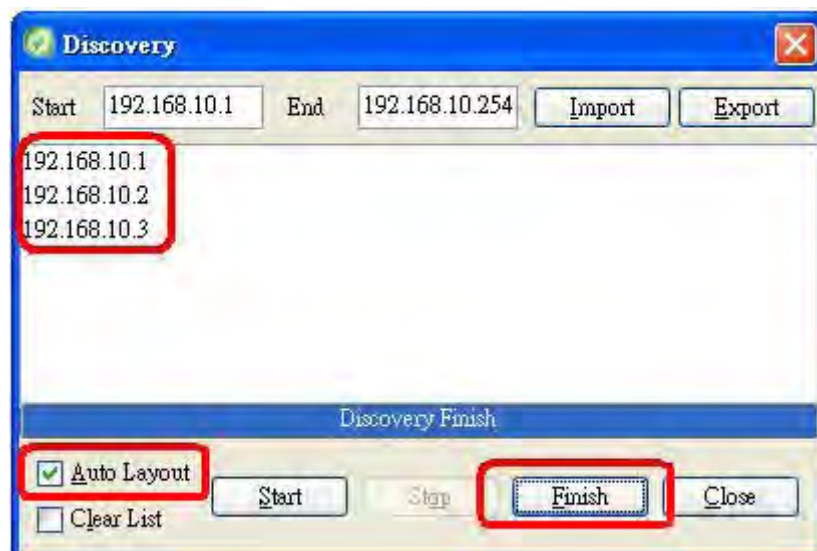 Discovery
Start 192.168.10.1 End 192.168.10.254 Import Export
192.168.10.1
192.168.10.2
192.168.10.3
Discovery Finish
Auto Layout
Start Stop Finish Close
Clear List